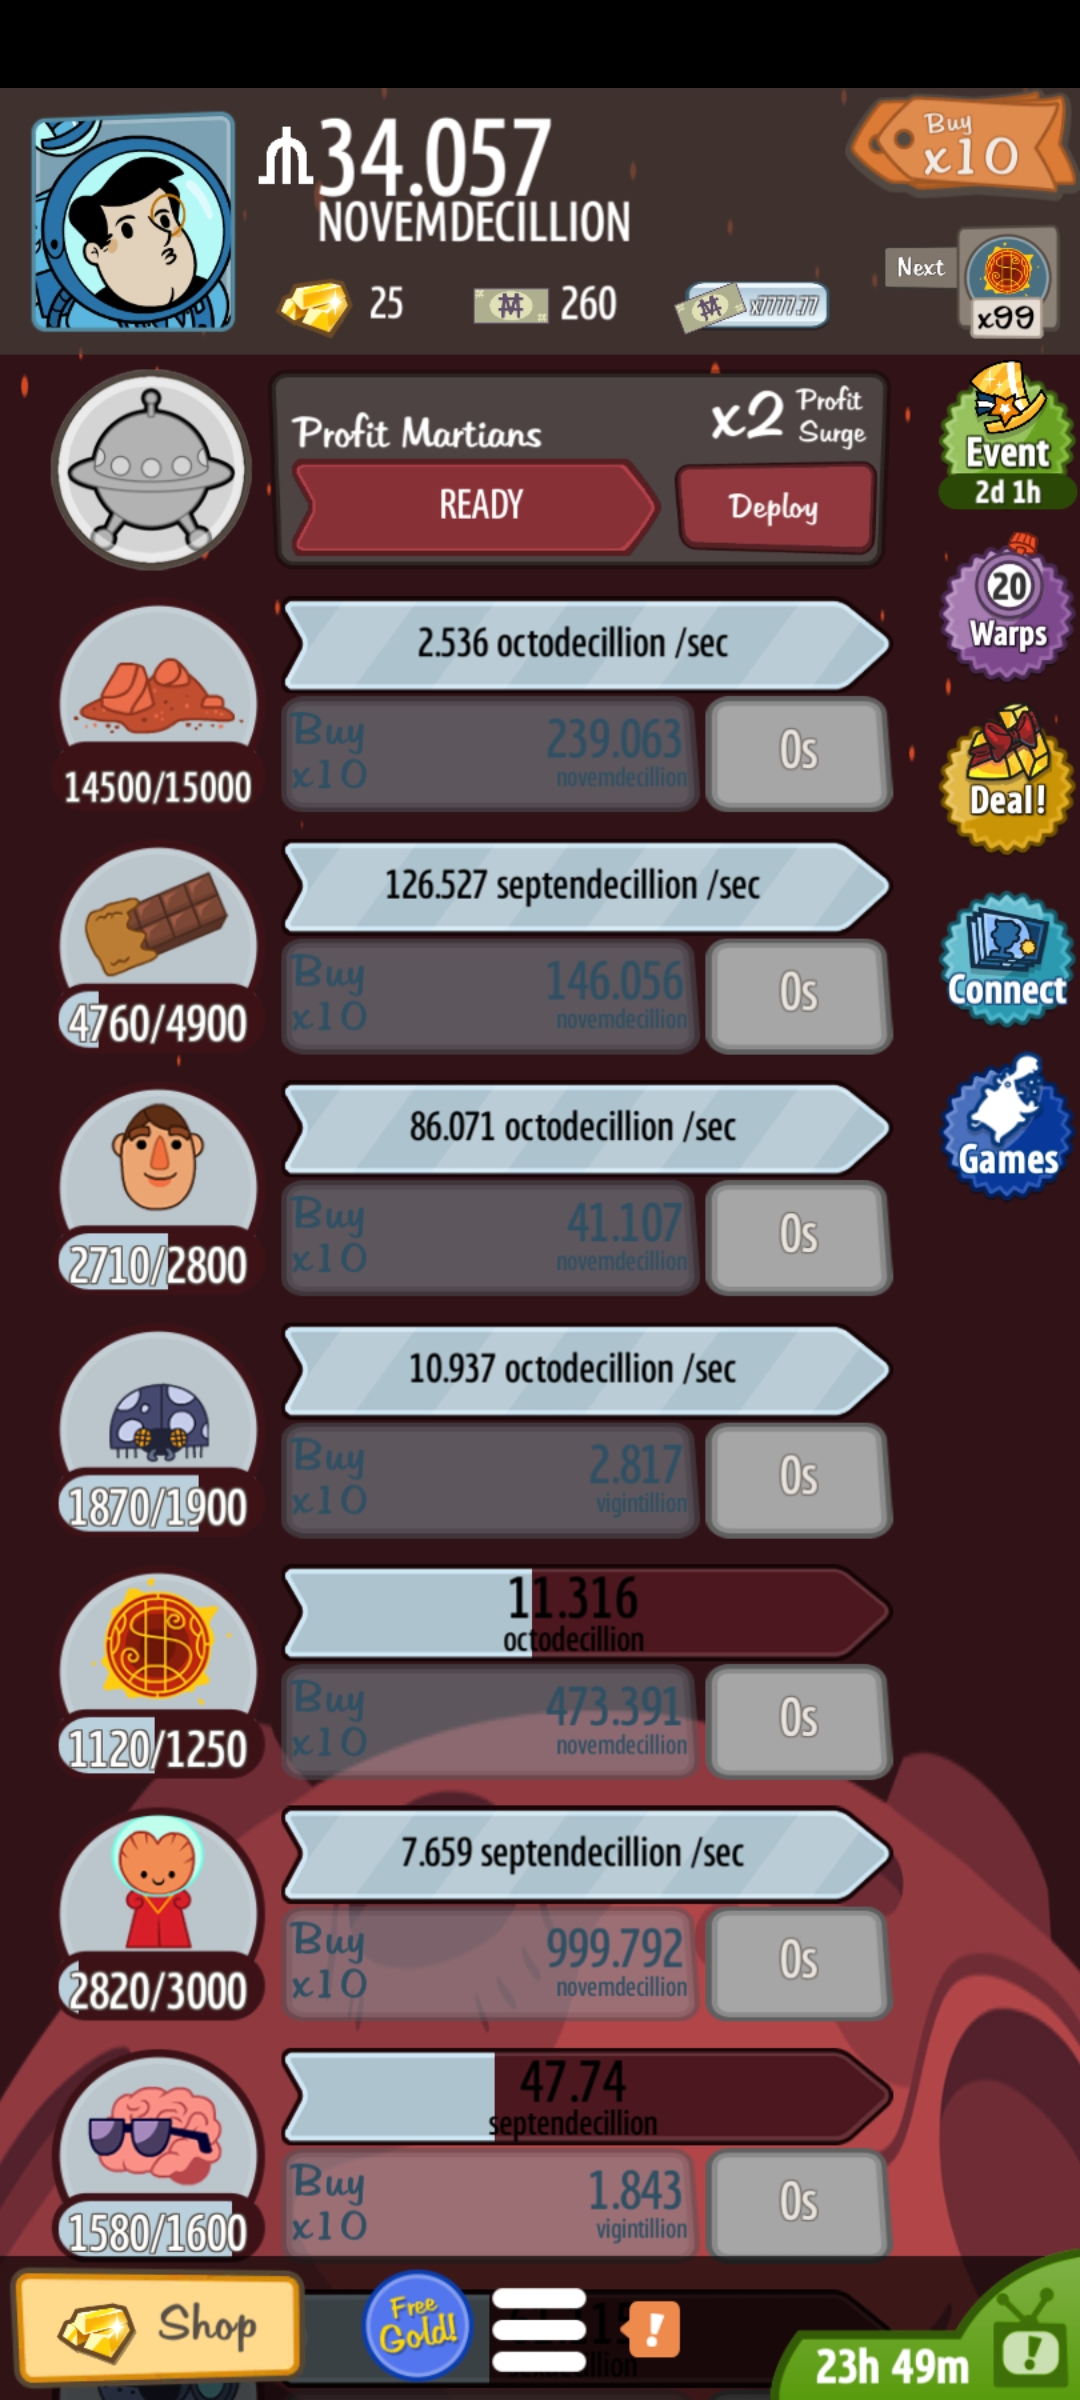 34.057
NOVEMDECILLION
Buy
x10
25
260
x7777.77
Next
x99
Profit Martians
x2
Profit
Surge
READY
Deploy
Event
2d 1h
20
Warps
Deal!
Connect
Games
2.536 octodecillion /sec
Buy
x10
239.063
novemdecillion
0s
14500/15000
126.527 septendecillion /sec
Buy
x10
146.056
novemdecillion
0s
4760/4900
86.071 octodecillion /sec
Buy
x10
41.107
novemdecillion
0s
2710/2800
10.937 octodecillion /sec
Buy
x10
2.817
vigintillion
0s
1870/1900
11.316
octodecillion
Buy
x10
473.391
novemdecillion
0s
1120/1250
7.659 septendecillion /sec
Buy
x10
999.792
novemdecillion
0s
2820/3000
47.74
septendecillion
Buy
x10
1.843
vigintillion
0s
1580/1600
Shop
Free
Gold!
!
23h 49m
!